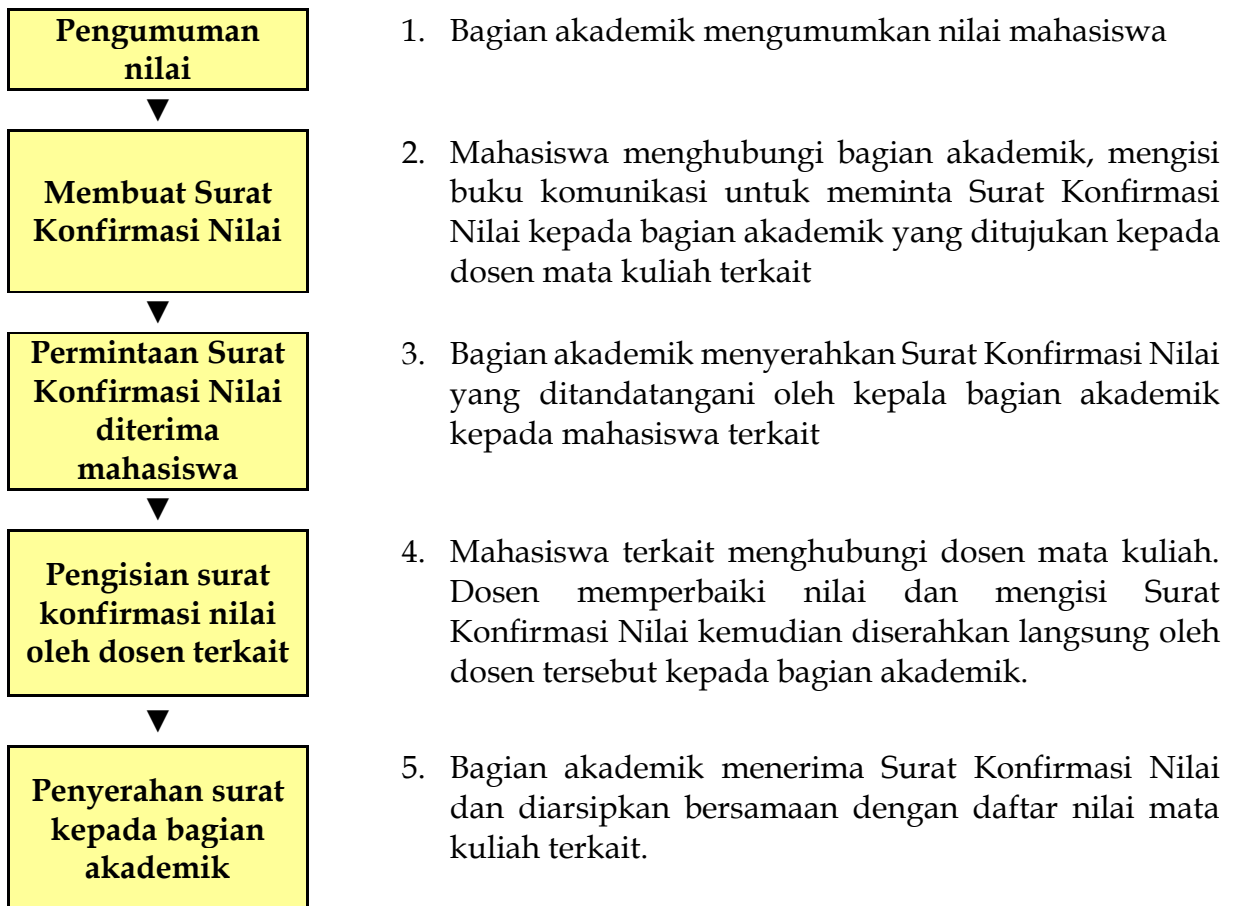 Pengumuman
nilai
1. Bagian akademik mengumumkan nilai mahasiswa
▼
Membuat Surat
Konfirmasi Nilai
2. Mahasiswa menghubungi bagian akademik, mengisi
buku komunikasi untuk meminta Surat Konfirmasi
Nilai kepada bagian akademik yang ditujukan kepada
dosen mata kuliah terkait
▼
Permintaan Surat
Konfirmasi Nilai
diterima
mahasiswa
3. Bagian akademik menyerahkan Surat Konfirmasi Nilai
yang ditandatangani oleh kepala bagian akademik
kepada mahasiswa terkait
▼
Pengisian surat
konfirmasi nilai
oleh dosen terkait
4. Mahasiswa terkait menghubungi dosen mata kuliah.
Dosen memperbaiki nilai dan mengisi Surat
Konfirmasi Nilai kemudian diserahkan langsung oleh
dosen tersebut kepada bagian akademik.
▼
Penyerahan surat
kepada bagian
akademik
5. Bagian akademik menerima Surat Konfirmasi Nilai
dan diarsipkan bersamaan dengan daftar nilai mata
kuliah terkait.